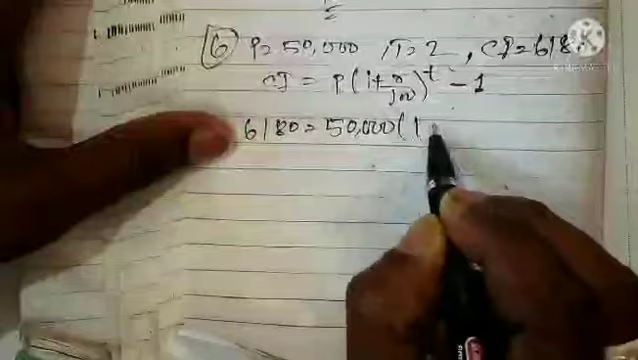 6 P = 50,000 , T = 2 , CI = 618
CI = P ( 1 + r/100 )^t - 1
6180 = 50,000 ( 1